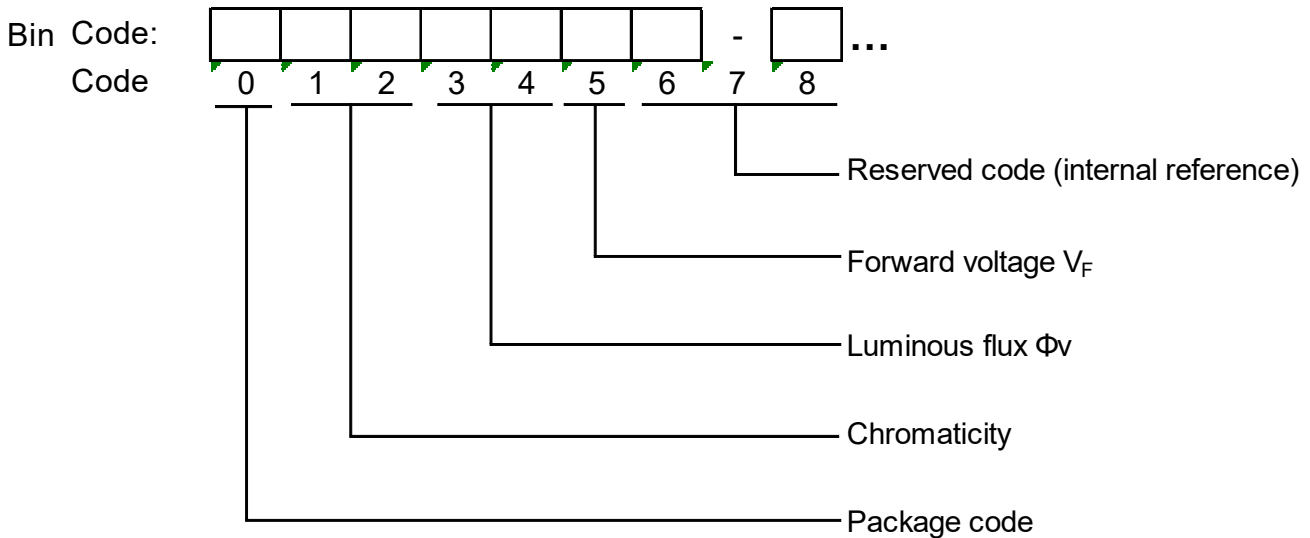 Bin Code: - ...
Code 0 1 2 3 4 5 6 7 8
Reserved code (internal reference)
Forward voltage VF
Luminous flux Φv
Chromaticity
Package code